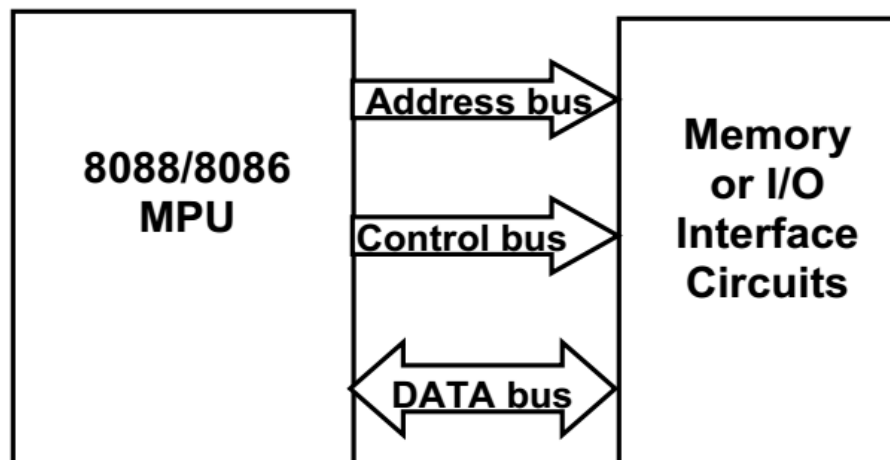 8088/8086
MPU
Address bus
Control bus
DATA bus
Memory
or I/O
Interface
Circuits